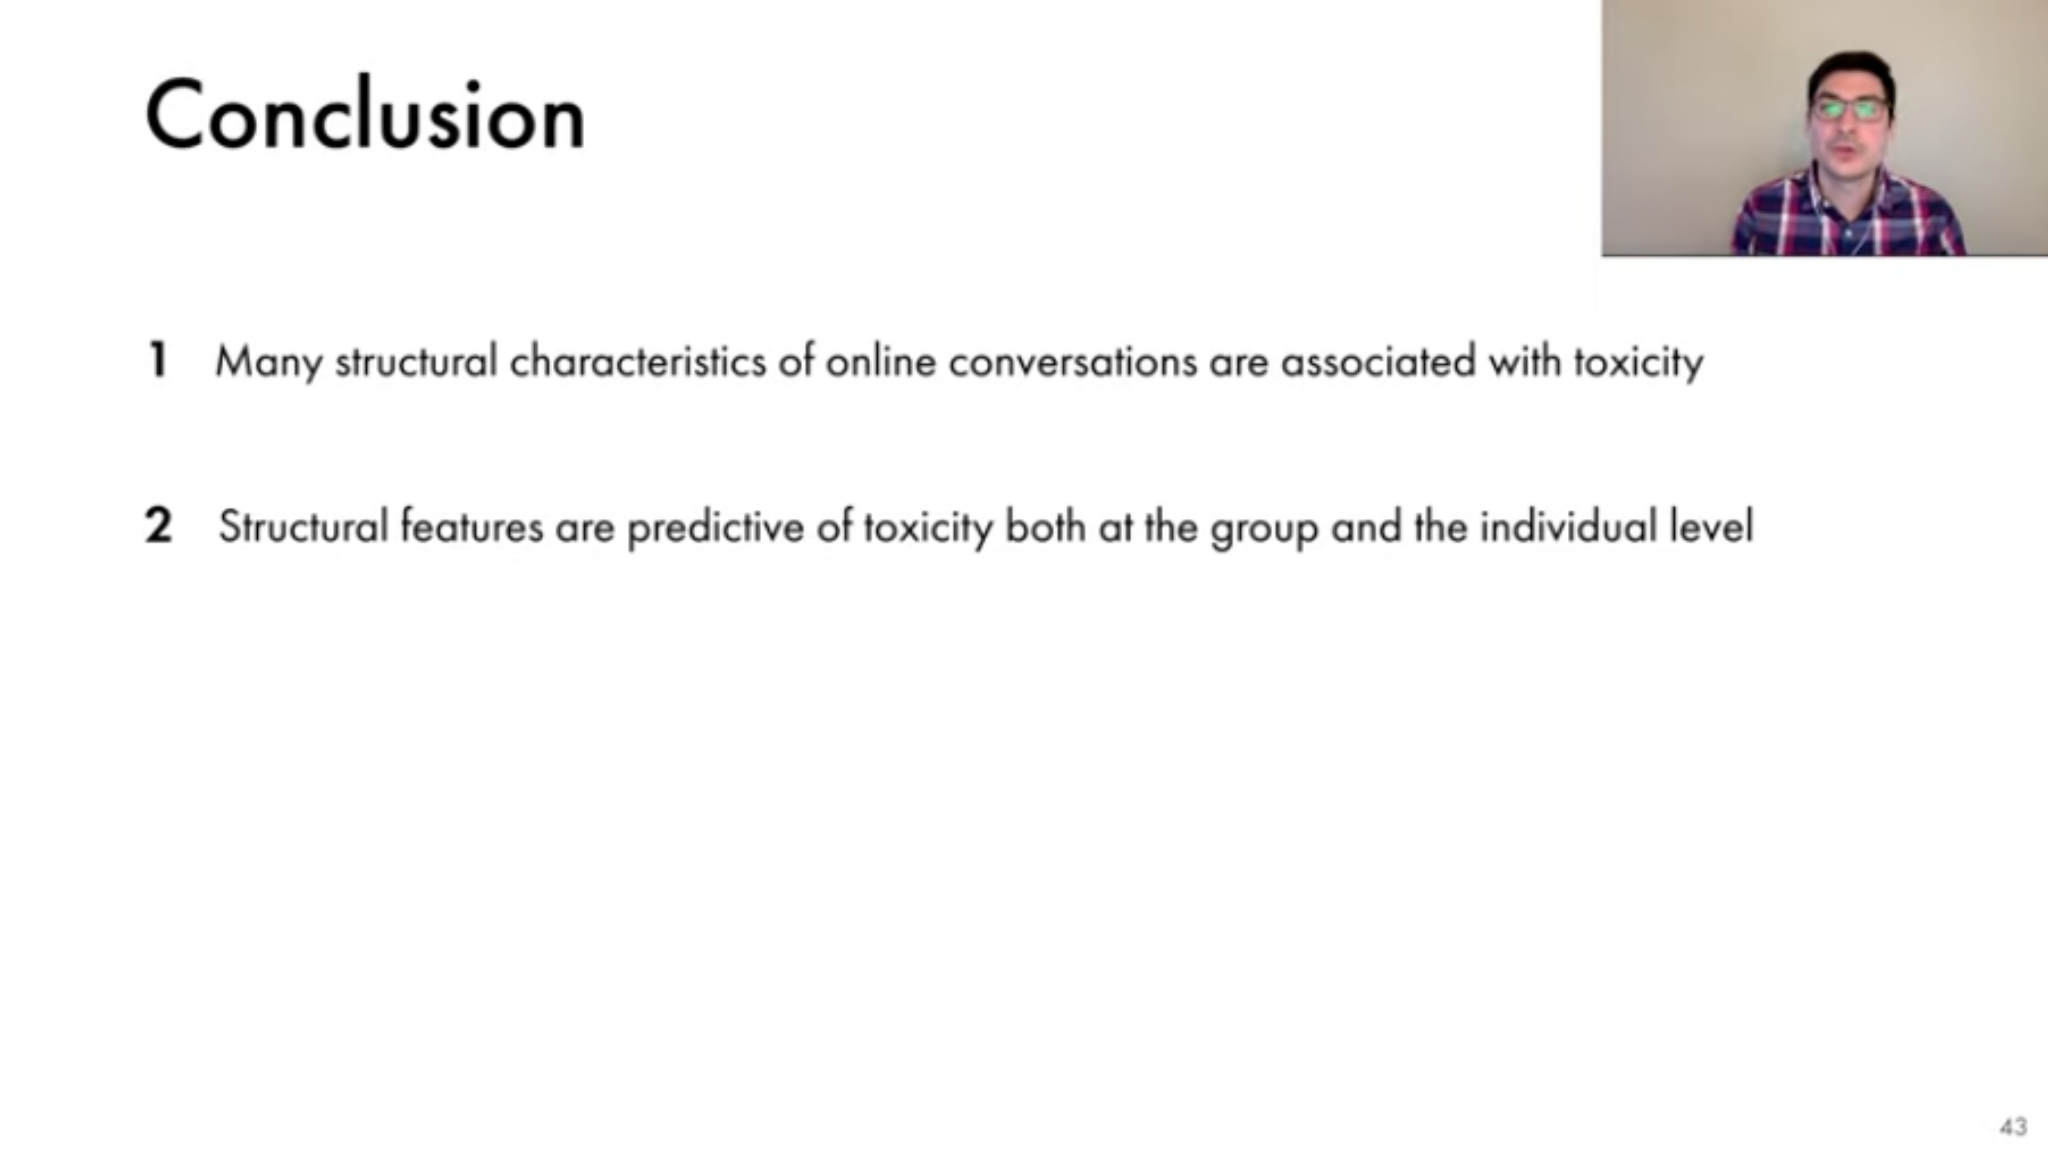 Conclusion
1 Many structural characteristics of online conversations are associated with toxicity
2 Structural features are predictive of toxicity both at the group and the individual level
43